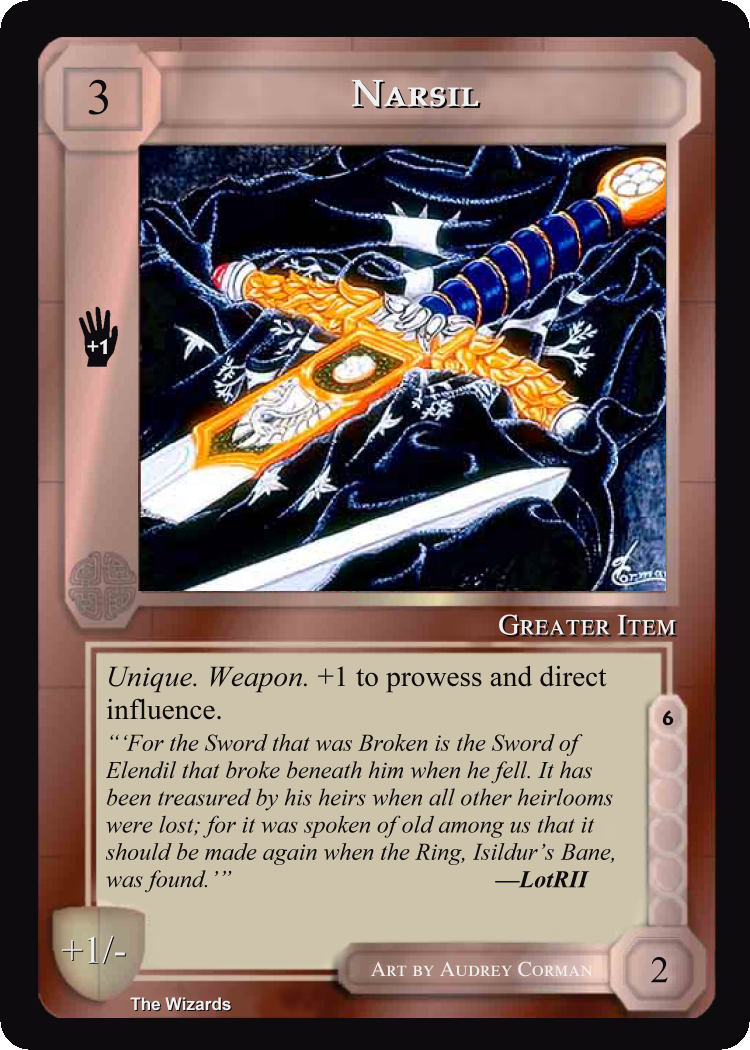 3
Narsil
+1
Corma
Greater Item
Unique. Weapon. +1 to prowess and direct
influence.
“‘For the Sword that was Broken is the Sword of
Elendil that broke beneath him when he fell. It has
been treasured by his heirs when all other heirlooms
were lost; for it was spoken of old among us that it
should be made again when the Ring, Isildur’s Bane,
was found.’” —LotRII
6
+1/-
Art by Audrey Corman
2
The Wizards